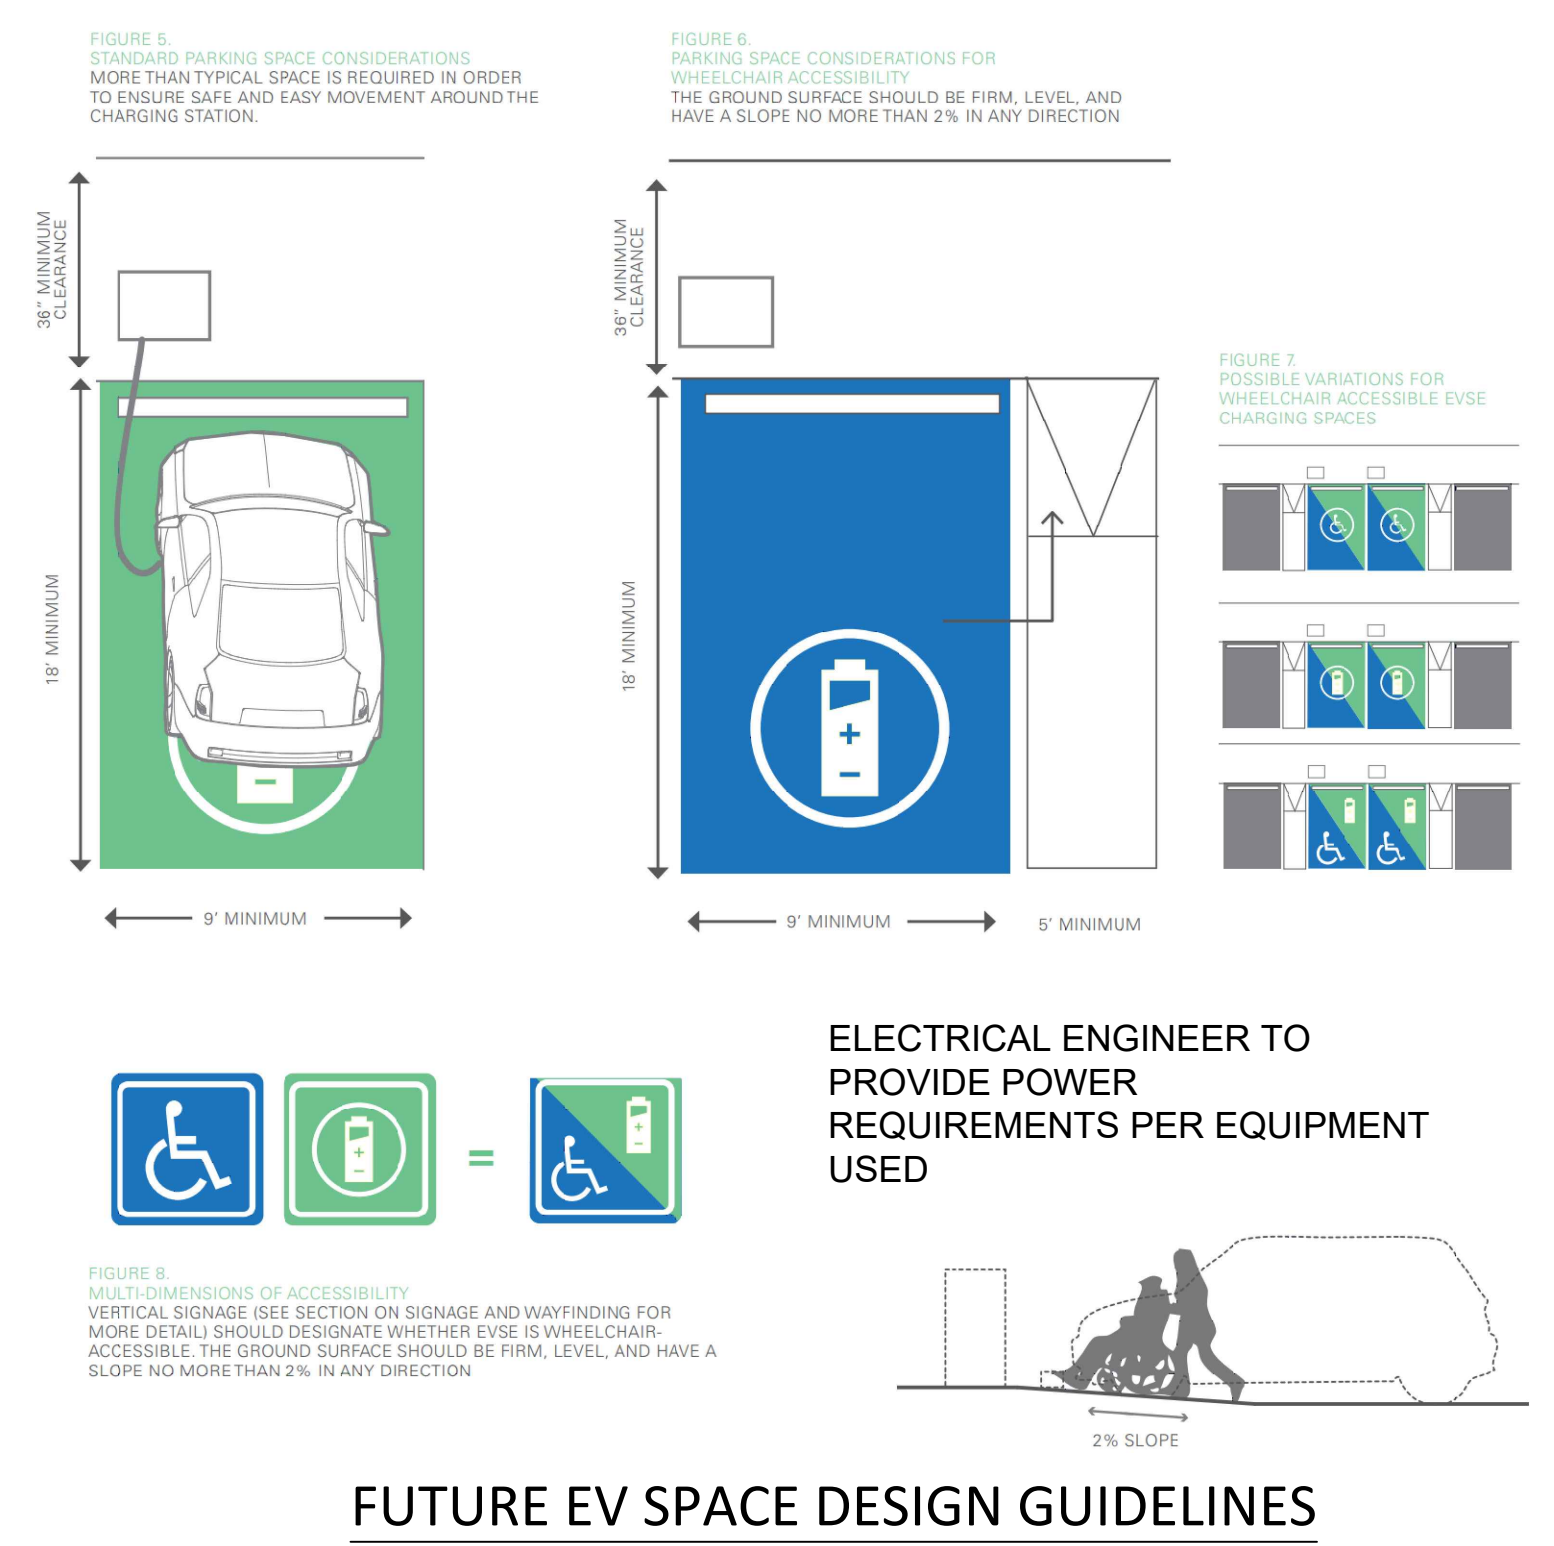 FIGURE 5.
STANDARD PARKING SPACE CONSIDERATIONS
MORE THAN TYPICAL SPACE IS REQUIRED IN ORDER
TO ENSURE SAFE AND EASY MOVEMENT AROUND THE
CHARGING STATION.
36" MINIMUM
CLEARANCE
18' MINIMUM
9' MINIMUM
FIGURE 6.
PARKING SPACE CONSIDERATIONS FOR
WHEELCHAIR ACCESSIBILITY
THE GROUND SURFACE SHOULD BE FIRM, LEVEL, AND
HAVE A SLOPE NO MORE THAN 2% IN ANY DIRECTION
36" MINIMUM
CLEARANCE
18' MINIMUM
+
–
9' MINIMUM
5' MINIMUM
FIGURE 7.
POSSIBLE VARIATIONS FOR
WHEELCHAIR ACCESSIBLE EVSE
CHARGING SPACES
=
FIGURE 8.
MULTI-DIMENSIONS OF ACCESSIBILITY
VERTICAL SIGNAGE (SEE SECTION ON SIGNAGE AND WAYFINDING FOR
MORE DETAIL) SHOULD DESIGNATE WHETHER EVSE IS WHEELCHAIR-
ACCESSIBLE. THE GROUND SURFACE SHOULD BE FIRM, LEVEL, AND HAVE A
SLOPE NO MORE THAN 2% IN ANY DIRECTION
ELECTRICAL ENGINEER TO
PROVIDE POWER
REQUIREMENTS PER EQUIPMENT
USED
2% SLOPE
FUTURE EV SPACE DESIGN GUIDELINES